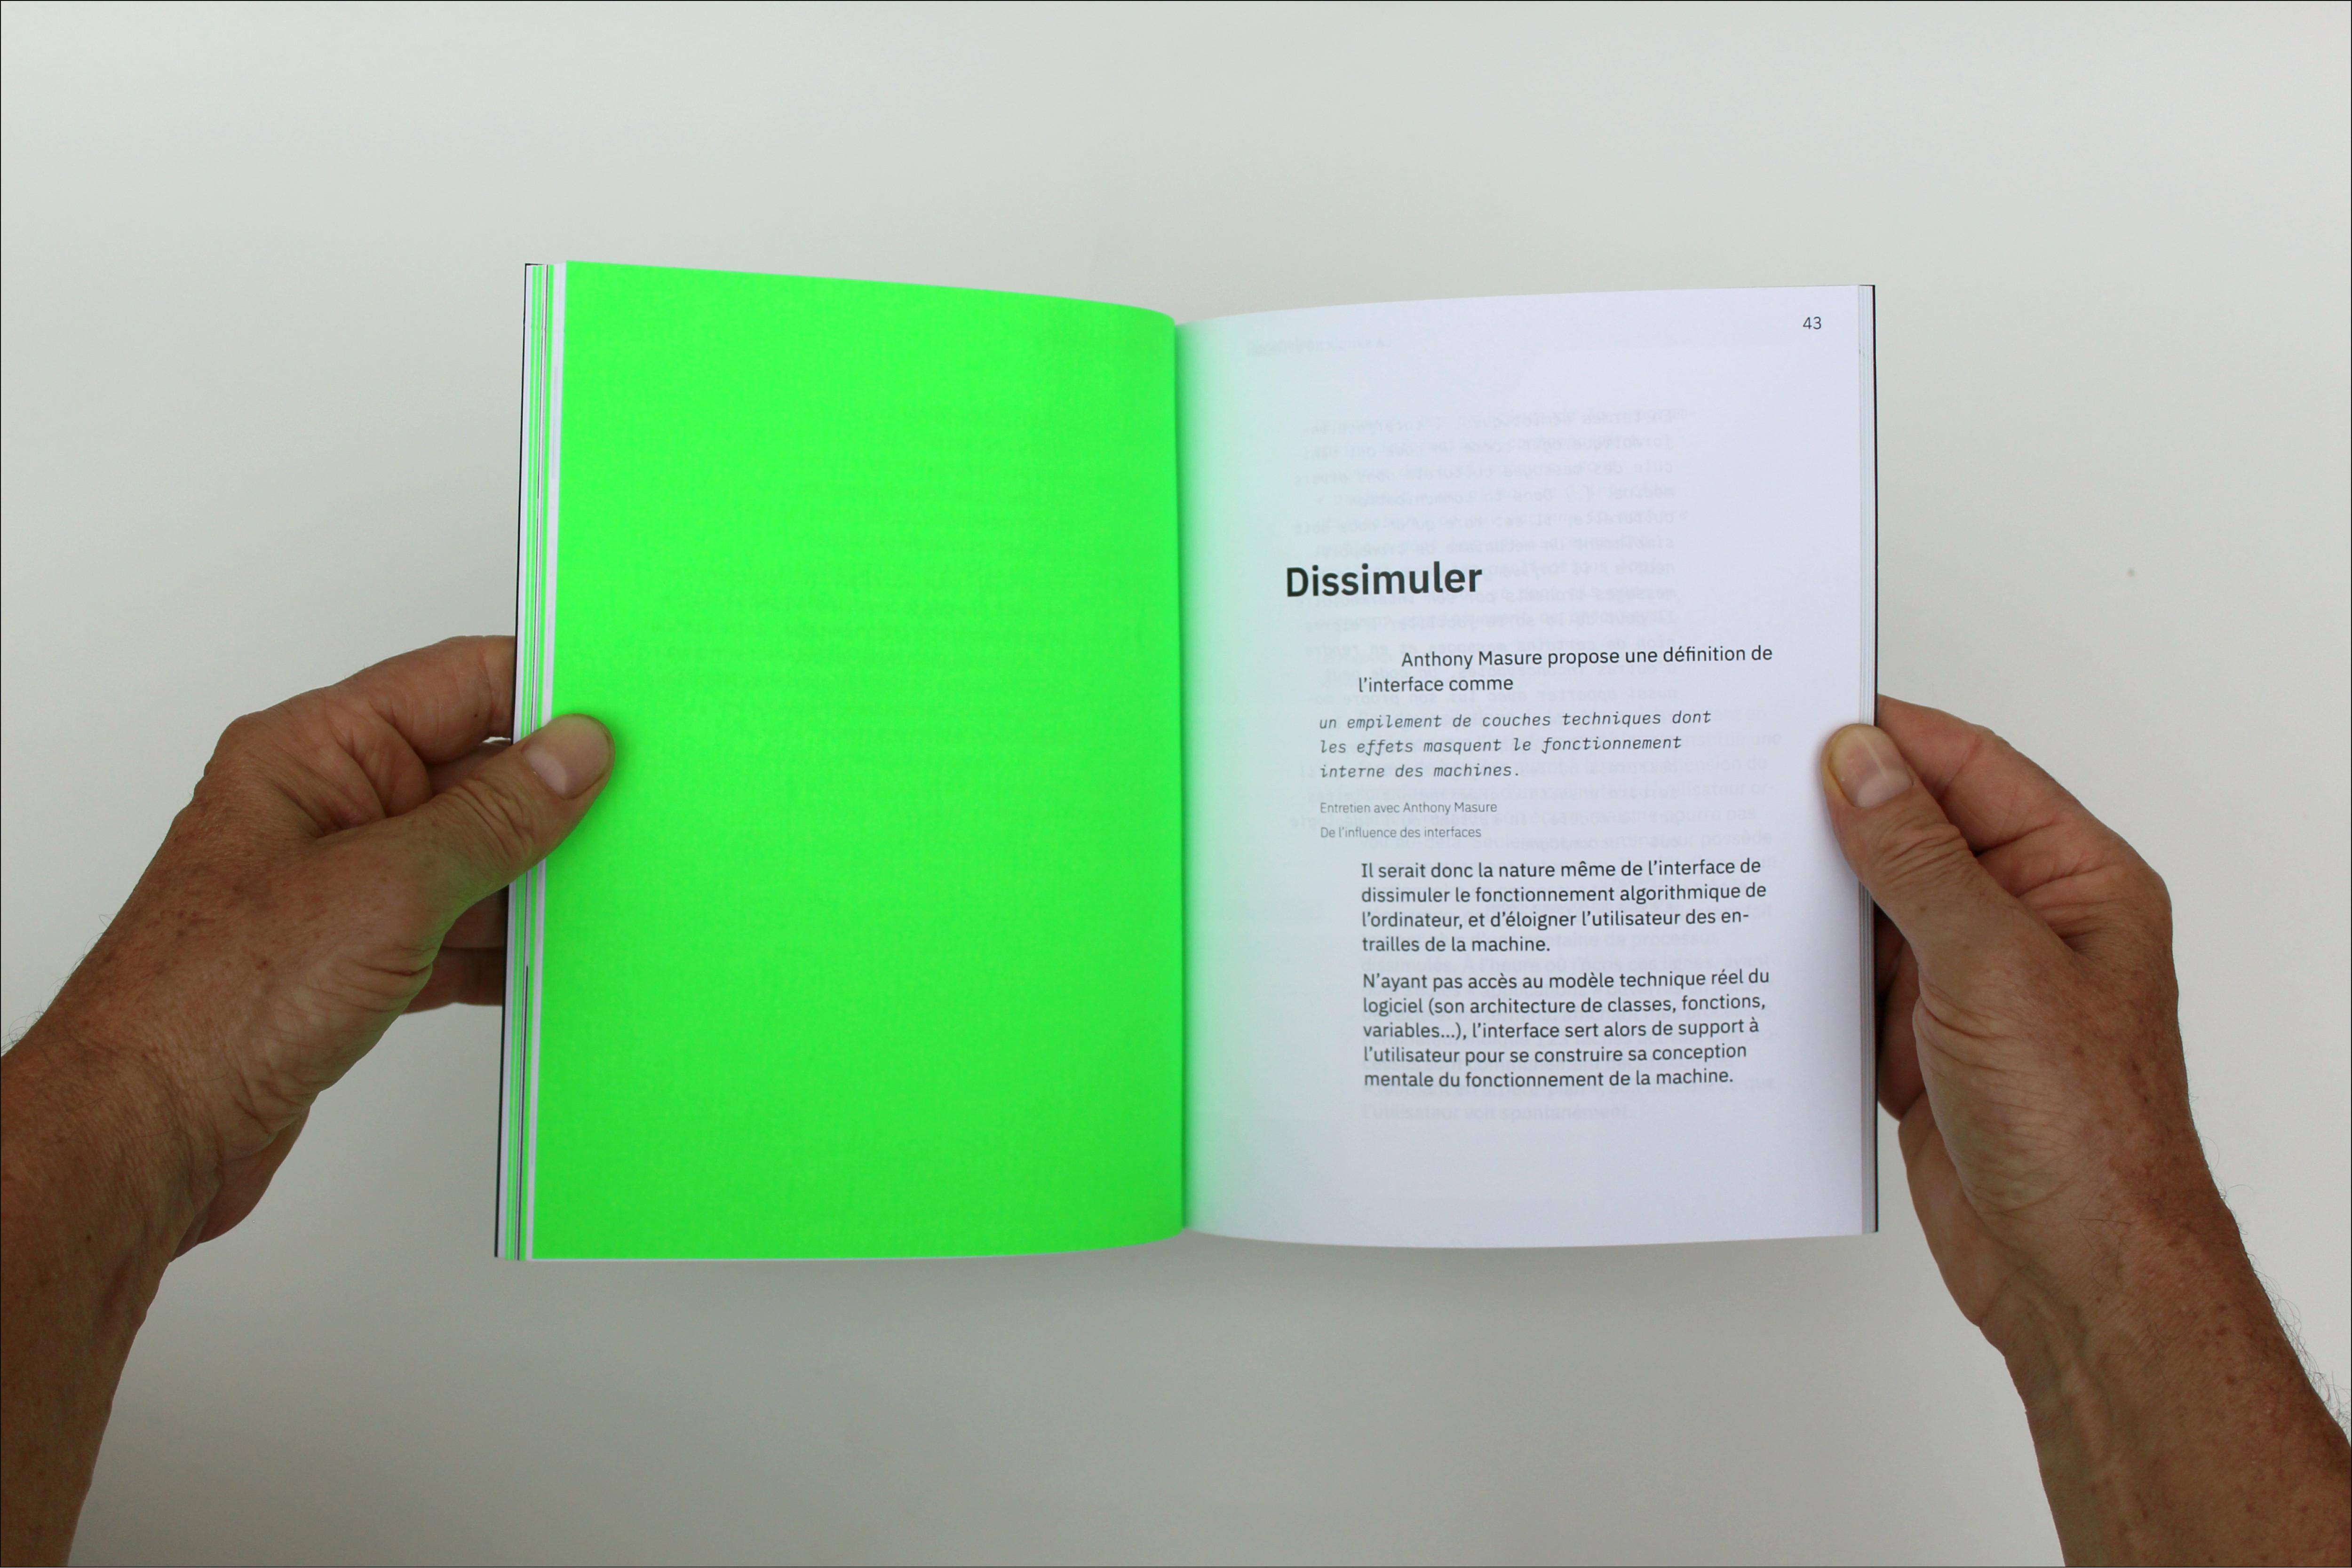 43
Dissimuler
Anthony Masure propose une définition de
l’interface comme
un empilement de couches techniques dont
les effets masquent le fonctionnement
interne des machines.
Entretien avec Anthony Masure
De l’influence des interfaces
Il serait donc la nature même de l’interface de
dissimuler le fonctionnement algorithmique de
l’ordinateur, et d’éloigner l’utilisateur des en-
trailles de la machine.
N’ayant pas accès au modèle technique réel du
logiciel (son architecture de classes, fonctions,
variables…), l’interface sert alors de support à
l’utilisateur pour se construire sa conception
mentale du fonctionnement de la machine.